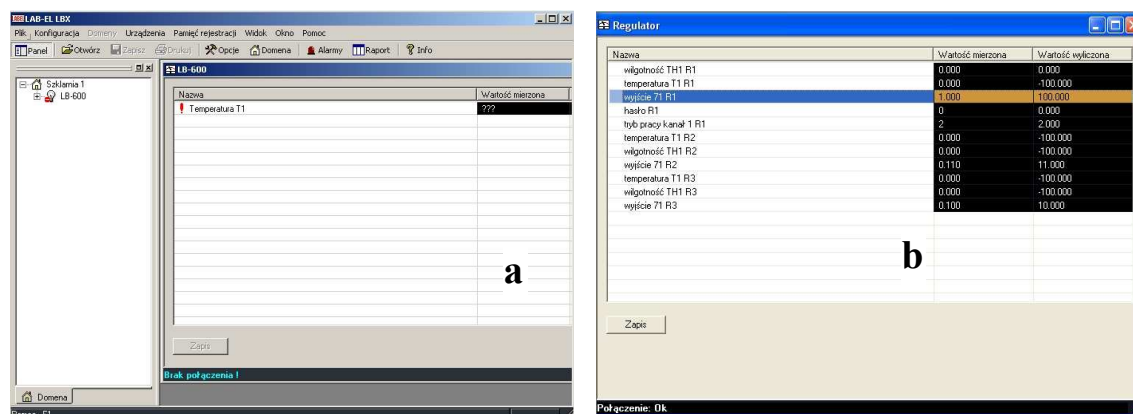 LAB-EL LBX
Plik Konfiguracja Domeny Urządzenia Pamięć rejestracji Widok Okno Pomoc
Panel Otwórz Zapisz Drukuj Opcje Domena Alarmy Raport Info
Szklarnia 1
LB-600
LB-600
Nazwa Wartość mierzona
Temperatura T1 ???
Zapis
Brak połączenia !
Domena
a
Regulator
Nazwa Wartość mierzona Wartość wyliczona
wilgotność TH1 R1 0.000 0.000
temperatura T1 R1 0.000 -100.000
wyjście 71 R1 1.000 100.000
hasło R1 0 0.000
tryb pracy kanał 1 R1 2 2.000
temperatura T1 R2 0.000 -100.000
wilgotność TH1 R2 0.000 -100.000
wyjście 71 R2 0.110 11.000
temperatura T1 R3 0.000 -100.000
wilgotność TH1 R3 0.000 -100.000
wyjście 71 R3 0.100 10.000
b
Zapis
Połączenie: Ok